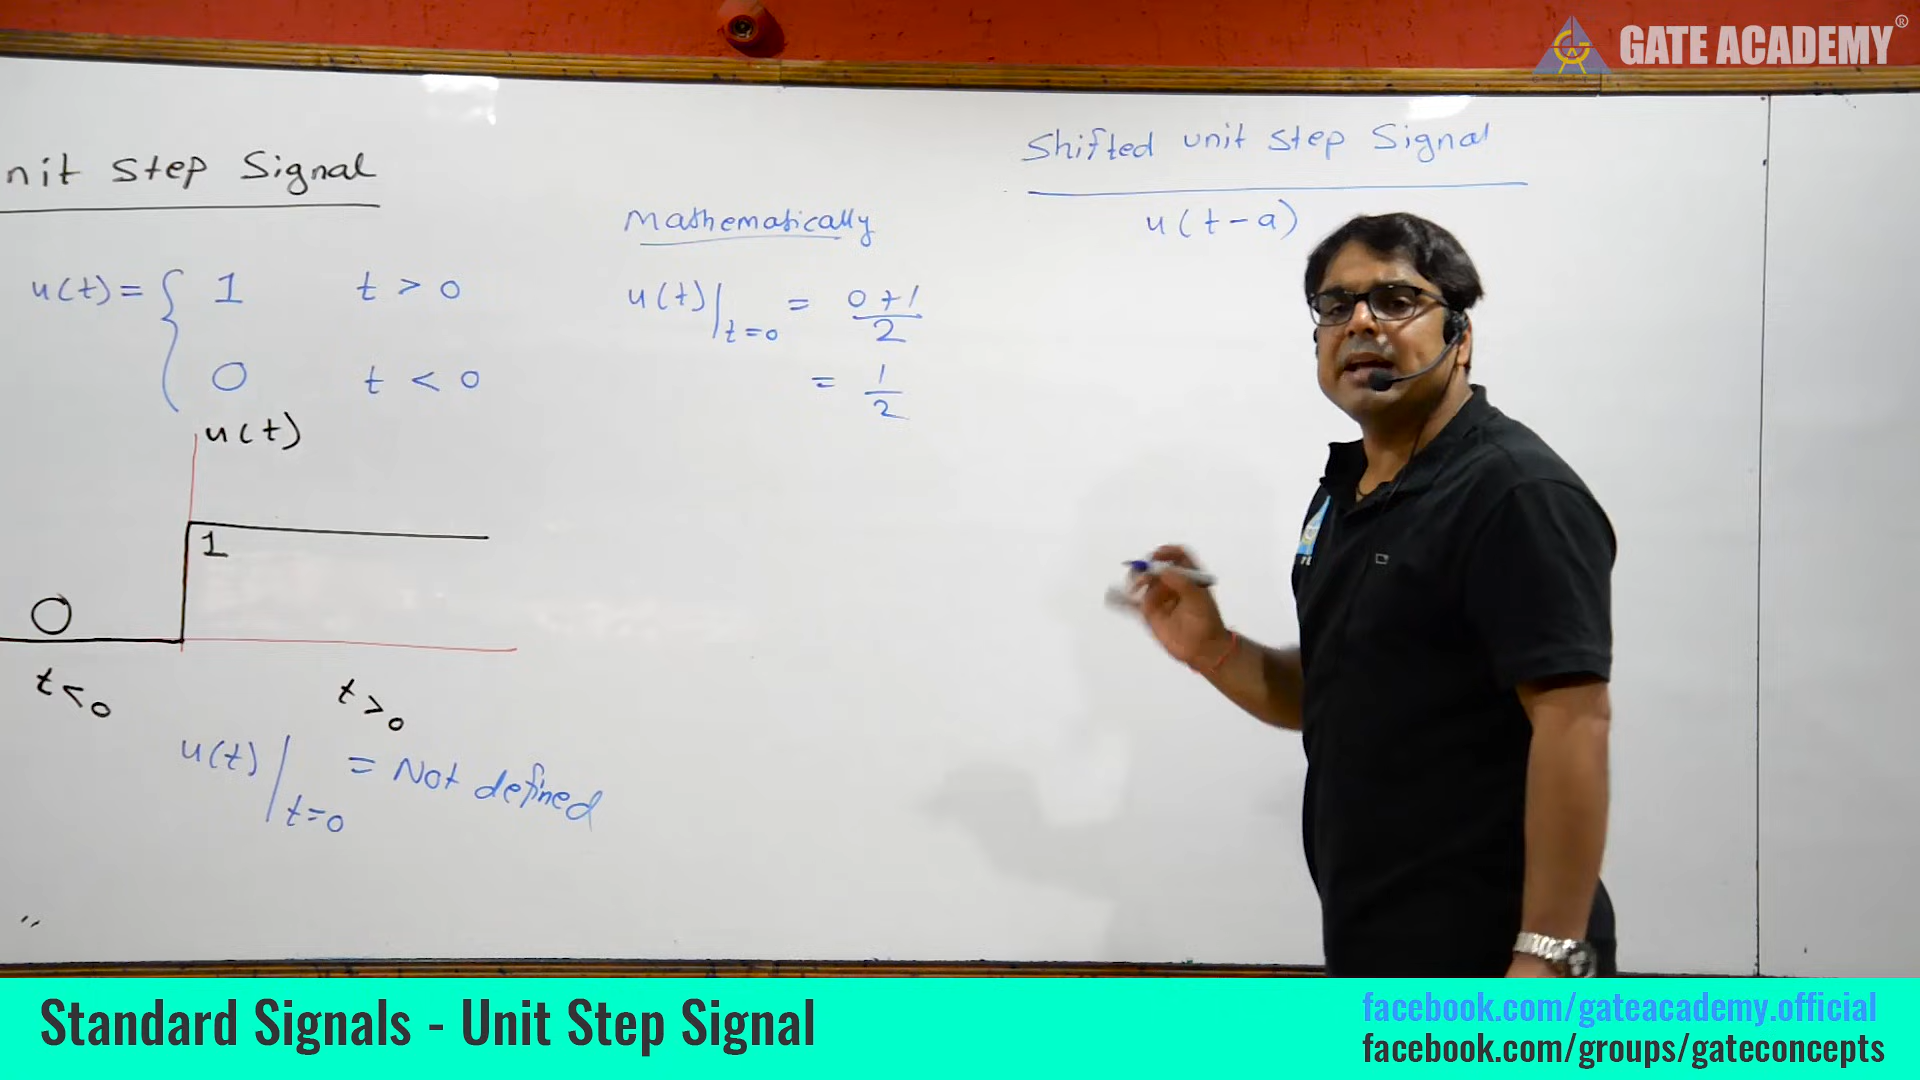 GATE ACADEMY®
nit Step Signal
u(t) = { 1 t > 0
0 t < 0
u(t)
1
0
t < 0
t > 0
u(t)|t=0 = Not defined
Mathematically
u(t)|t=0 = 0+1/2
= 1/2
Shifted unit step Signal
u(t-a)
Standard Signals - Unit Step Signal
facebook.com/gateacademy.official
facebook.com/groups/gateconcepts